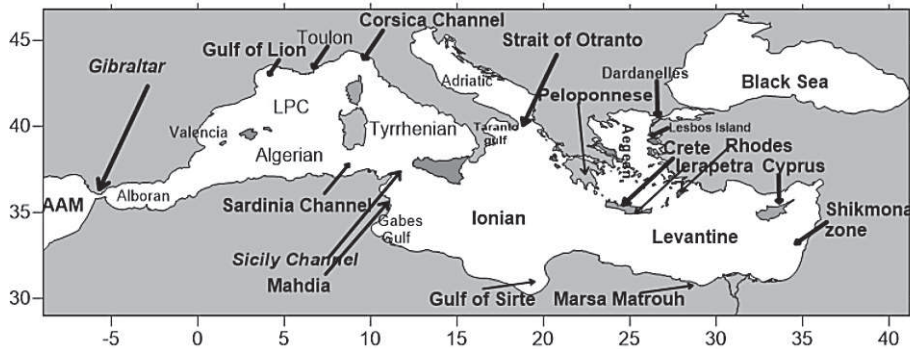 45
40
35
30
-5
0
5
10
15
20
25
30
35
40
Gibraltar
Gulf of Lion
Toulon
Corsica Channel
Strait of Otranto
Adriatic
Dardanelles
Black Sea
Peloponnese
LPC
Valencia
Tyrrhenian
Taranto
gulf
Aegean
Lesbos Island
Rhodes
Crete
Ierapetra
Cyprus
Algerian
Alboran
AAM
Sardinia Channel
Gabes
Gulf
Ionian
Levantine
Shikmona
zone
Sicily Channel
Mahdia
Gulf of Sirte
Marsa Matrouh